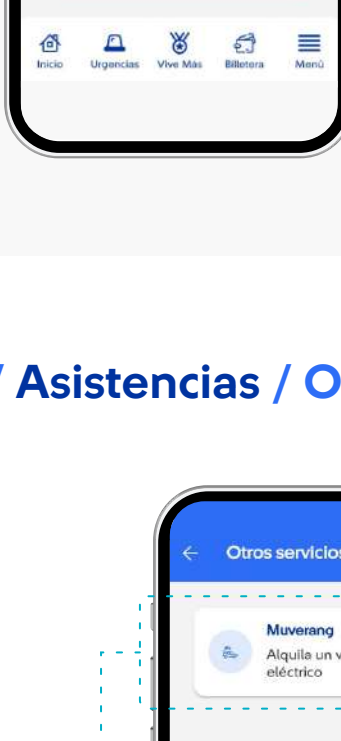 Inicio Urgencias Vive Más Billetera Menú
/ Asistencias / O
Otros servicios
Muverang
Alquila un v
eléctrico